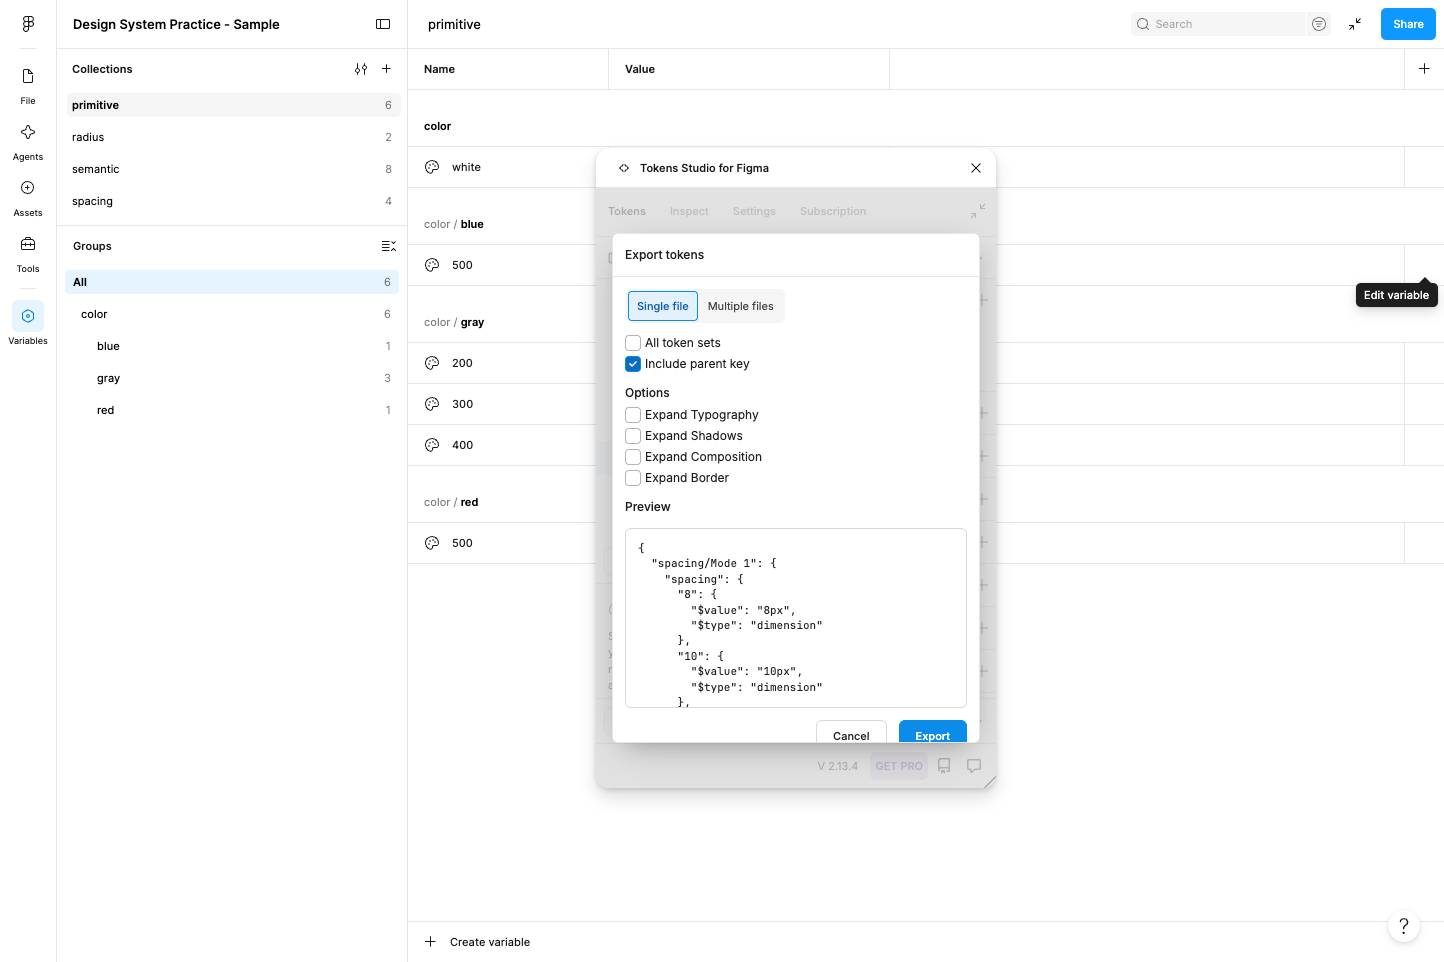 Design System Practice - Sample
primitive
Search
Share
File
Agents
Assets
Tools
Variables
Collections
primitive 6
radius 2
semantic 8
spacing 4
Groups
All 6
color 6
blue 1
gray 3
red 1
Name Value
color
white
color / blue
500
color / gray
200
300
400
color / red
500
Edit variable
Tokens Studio for Figma
Tokens Inspect Settings Subscription
Export tokens
Single file Multiple files
All token sets
Include parent key
Options
Expand Typography
Expand Shadows
Expand Composition
Expand Border
Preview
{
"spacing/Mode 1": {
"spacing": {
"8": {
"$value": "8px",
"$type": "dimension"
},
"10": {
"$value": "10px",
"$type": "dimension"
},
Cancel Export
V 2.13.4 GET PRO
Create variable
?